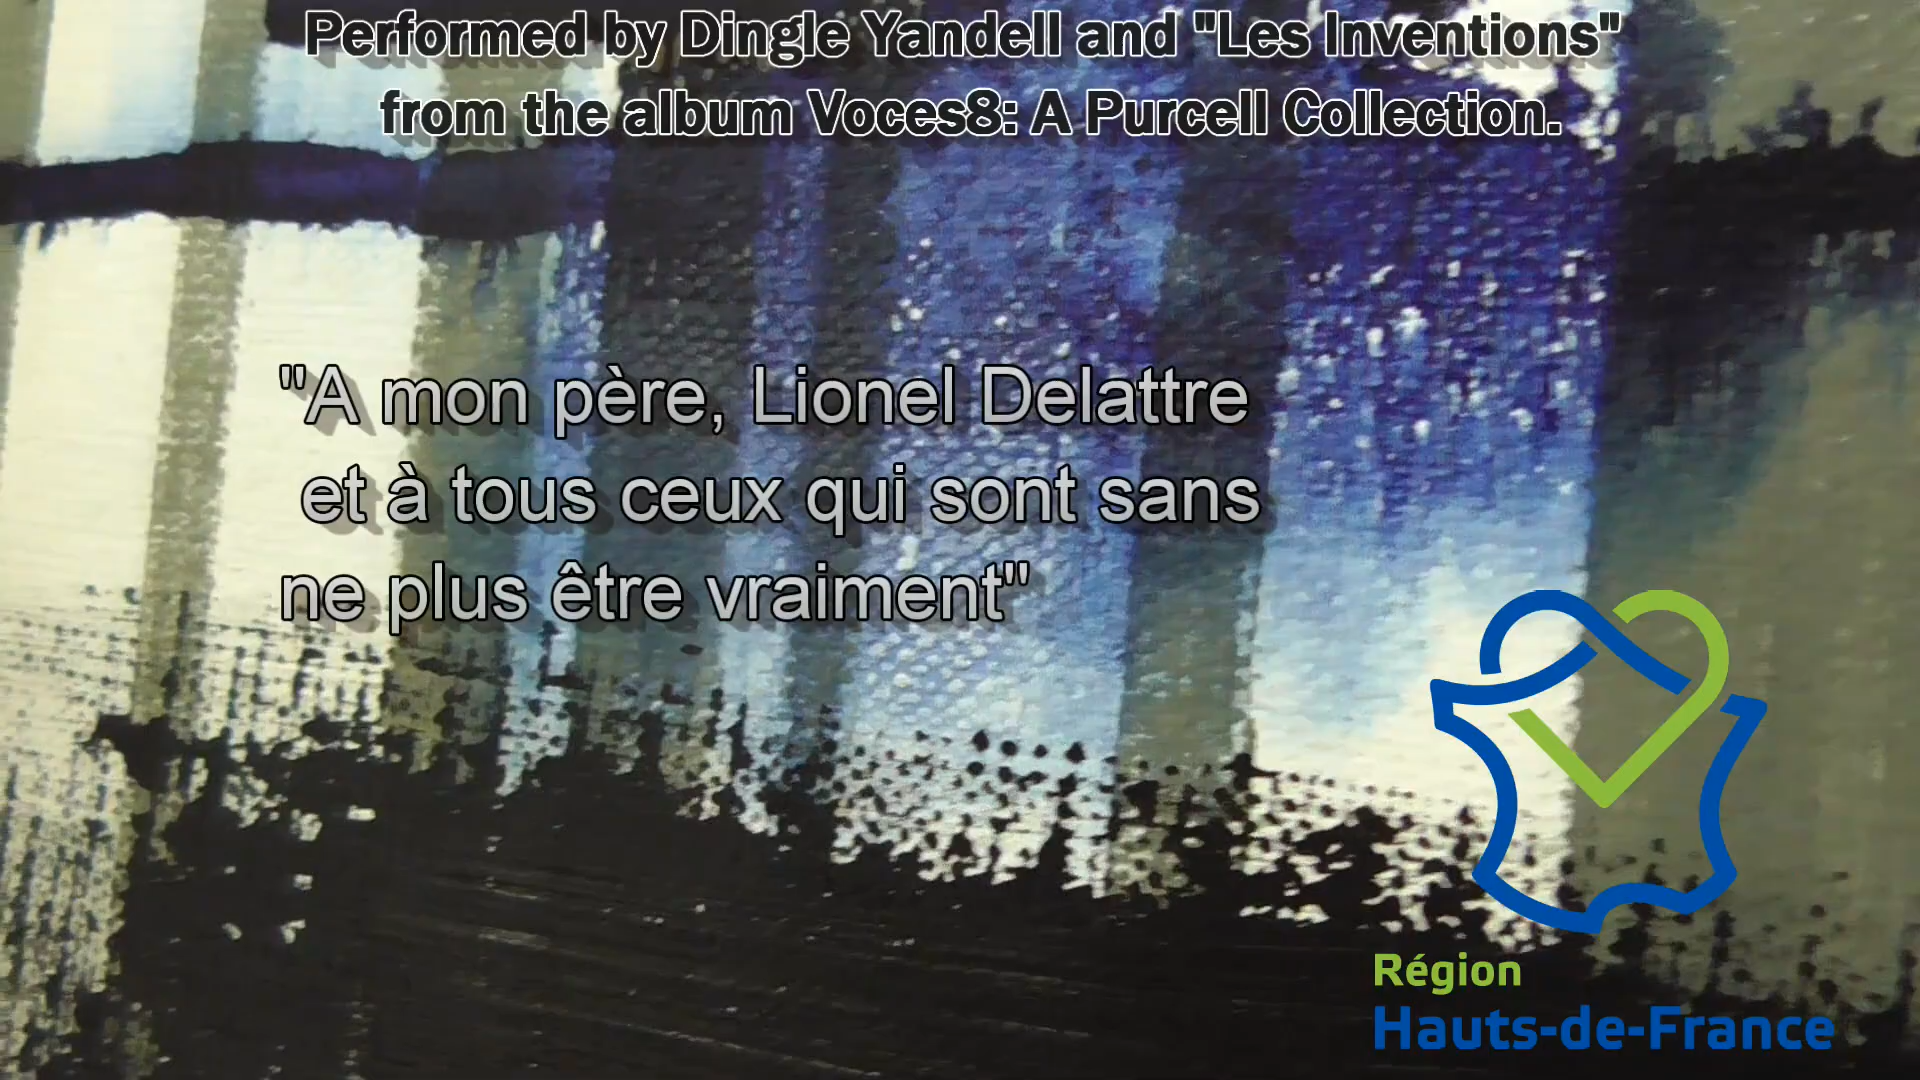 Performed by Dingle Yandell and "Les Inventions"
from the album Voces8: A Purcell Collection.
"A mon père, Lionel Delattre
et à tous ceux qui sont sans
ne plus être vraiment"
Région
Hauts-de-France